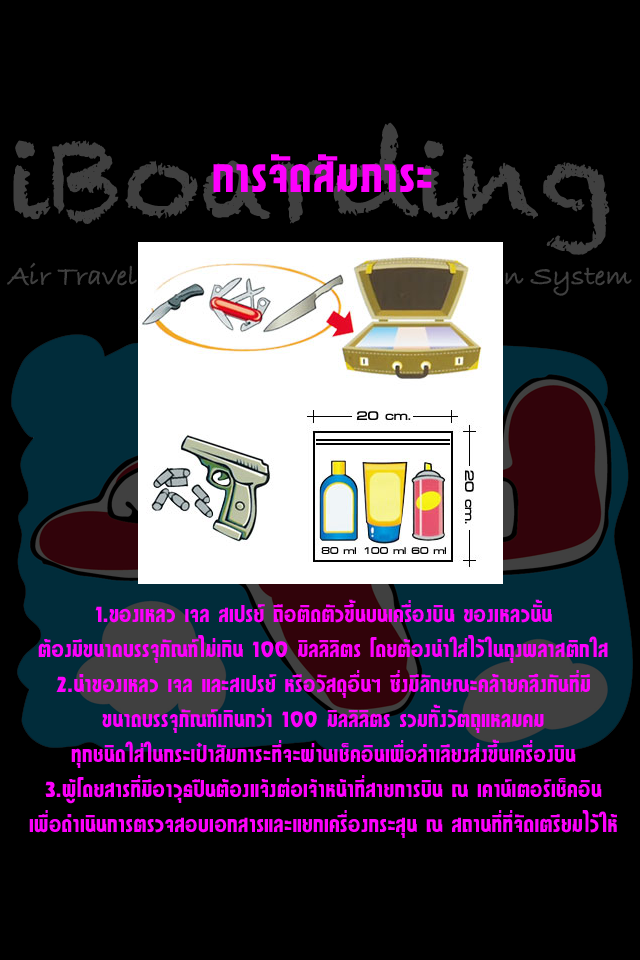 iBoarding
การจัดสัมภาระ
Air Travel n System
20 cm.
20 cm.
80 ml 100 ml 60 ml
1.ของเหลว เจล สเปรย์ ถือติดตัวขึ้นบนเครื่องบิน ของเหลวนั้น
ต้องมีขนาดบรรจุภัณฑ์ไม่เกิน 100 มิลลิลิตร โดยต้องนำใส่ไว้ในถุงพลาสติกใส
2.นำของเหลว เจล และสเปรย์ หรือวัสดุอื่นๆ ซึ่งมีลักษณะคล้ายคลึงกันที่มี
ขนาดบรรจุภัณฑ์เกินกว่า 100 มิลลิลิตร รวมทั้งวัตถุแหลมคม
ทุกชนิดใส่ในกระเป๋าสัมภาระที่จะผ่านเช็คอินเพื่อลำเลียงส่งขึ้นเครื่องบิน
3.ผู้โดยสารที่มีอาวุธปืนต้องแจ้งต่อเจ้าหน้าที่สายการบิน ณ เคาน์เตอร์เช็คอิน
เพื่อดำเนินการตรวจสอบเอกสารและแยกเครื่องกระสุน ณ สถานที่ที่จัดเตรียมไว้ให้